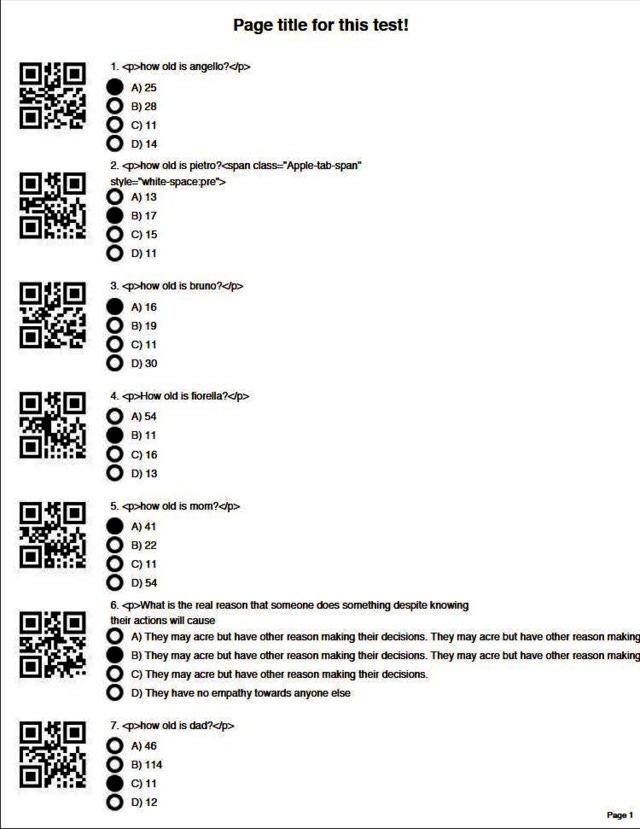 Page title for this test!
1. <p>how old is angello?</p>
A) 25
B) 28
C) 11
D) 14
2. <p>how old is pietro?<span class="Apple-tab-span"
style="white-space:pre">
A) 13
B) 17
C) 15
D) 11
3. <p>how old is bruno?</p>
A) 16
B) 19
C) 11
D) 30
4. <p>How old is fiorella?</p>
A) 54
B) 11
C) 16
D) 13
5. <p>how old is mom?</p>
A) 41
B) 22
C) 11
D) 54
6. <p>What is the real reason that someone does something despite knowing
their actions will cause
A) They may acre but have other reason making their decisions. They may acre but have other reason making
B) They may acre but have other reason making their decisions. They may acre but have other reason making
C) They may acre but have other reason making their decisions.
D) They have no empathy towards anyone else
7. <p>how old is dad?</p>
A) 46
B) 114
C) 11
D) 12
Page 1